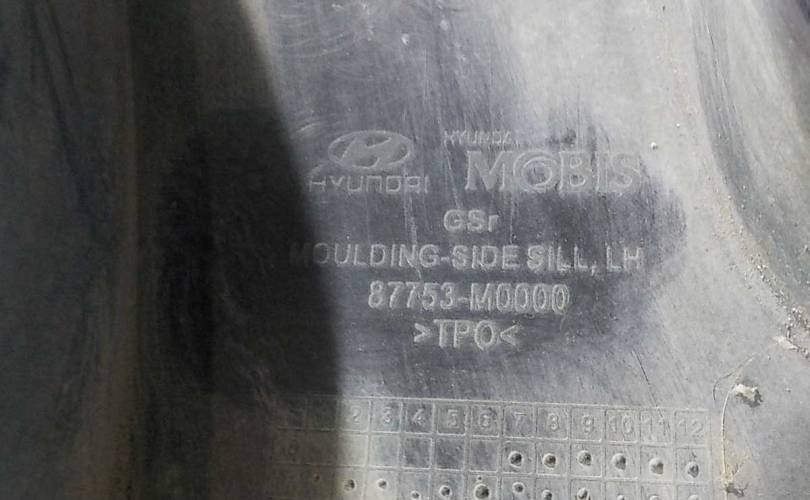 HYUNDAI
HYUNDAI
MOBIS
GSr
MOULDING-SIDE SILL, LH
87753-M0000
>TPO<
2 3 4 5 6 7 8 9 10 11 12